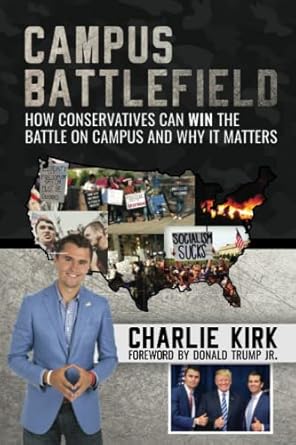 CAMPUS
BATTLEFIELD
HOW CONSERVATIVES CAN WIN THE
BATTLE ON CAMPUS AND WHY IT MATTERS
SOCIALISM
SUCKS
CHARLIE KIRK
FOREWORD BY DONALD TRUMP JR.